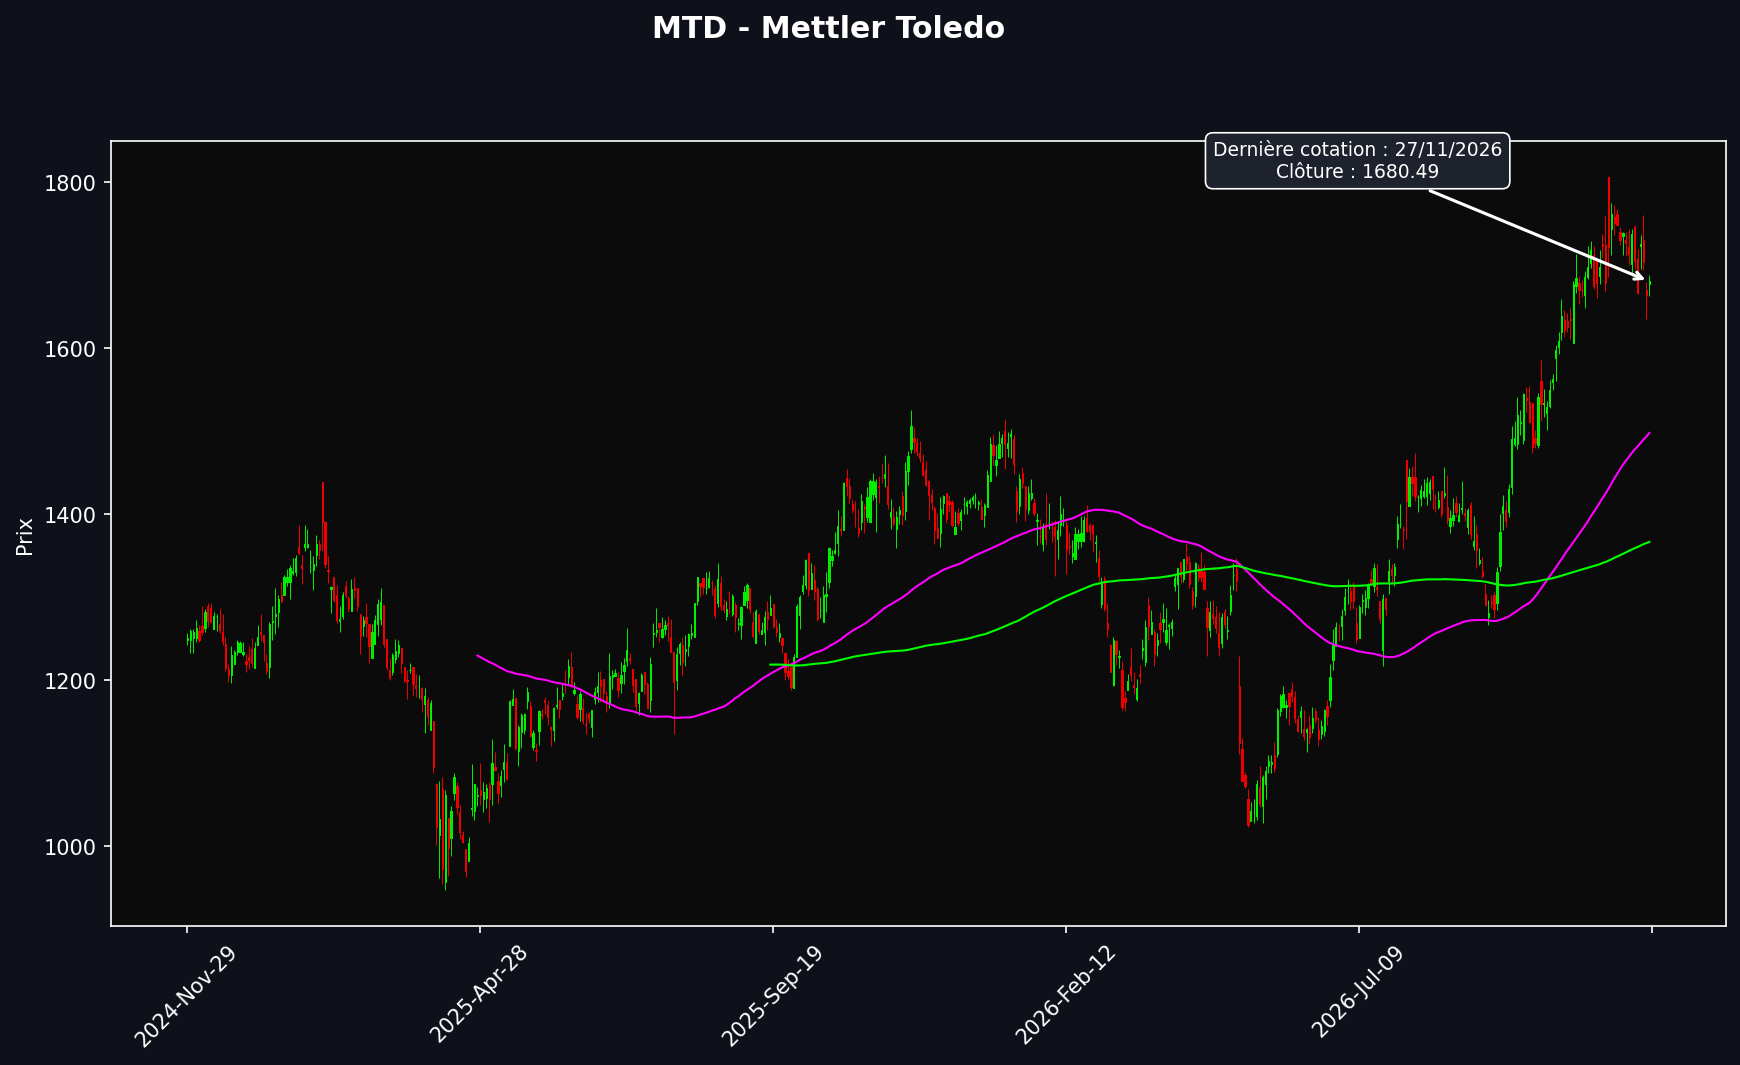 MTD - Mettler Toledo
Dernière cotation : 27/11/2026
Clôture : 1680.49
Prix
1800
1600
1400
1200
1000
2024-Nov-29
2025-Apr-28
2025-Sep-19
2026-Feb-12
2026-Jul-09